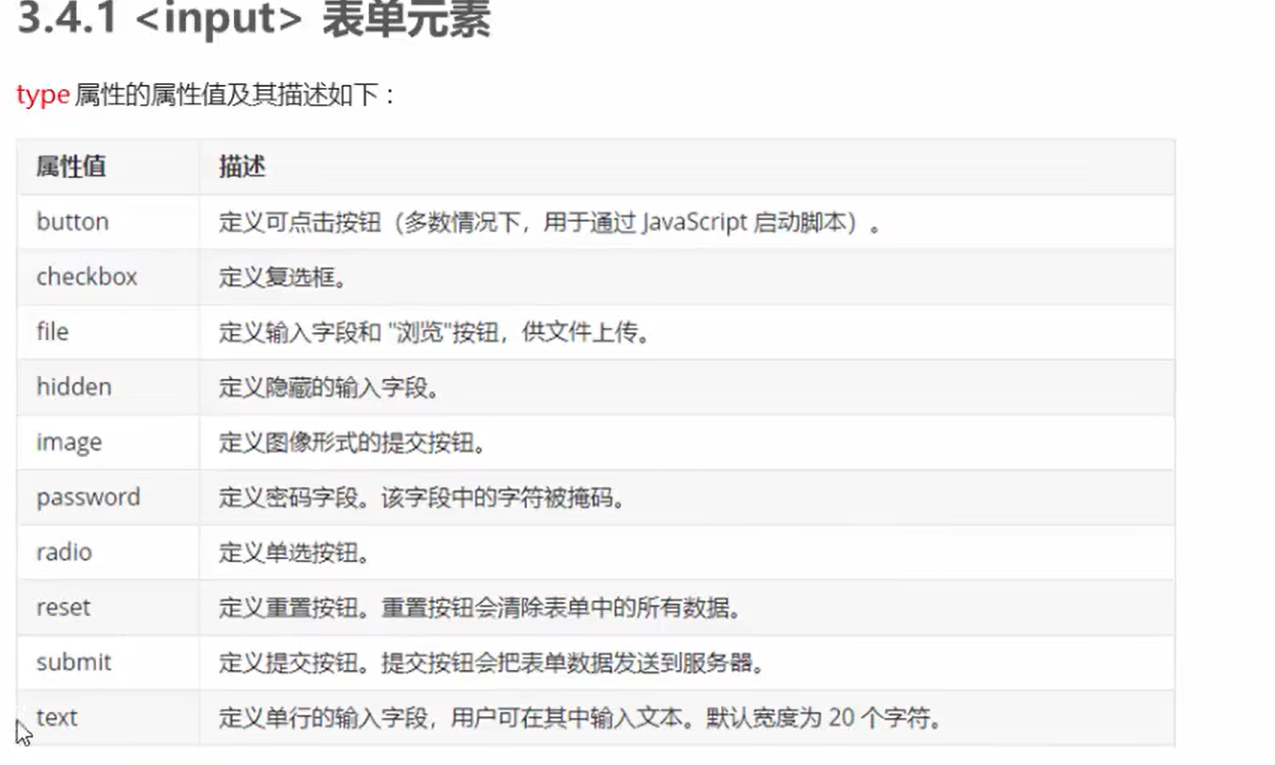 3.4.1 <input> 表单元素
type 属性的属性值及其描述如下：
属性值 描述
button 定义可点击按钮（多数情况下，用于通过 JavaScript 启动脚本）。
checkbox 定义复选框。
file 定义输入字段和 "浏览"按钮，供文件上传。
hidden 定义隐藏的输入字段。
image 定义图像形式的提交按钮。
password 定义密码字段。该字段中的字符被掩码。
radio 定义单选按钮。
reset 定义重置按钮。重置按钮会清除表单中的所有数据。
submit 定义提交按钮。提交按钮会把表单数据发送到服务器。
text 定义单行的输入字段，用户可在其中输入文本。默认宽度为 20 个字符。